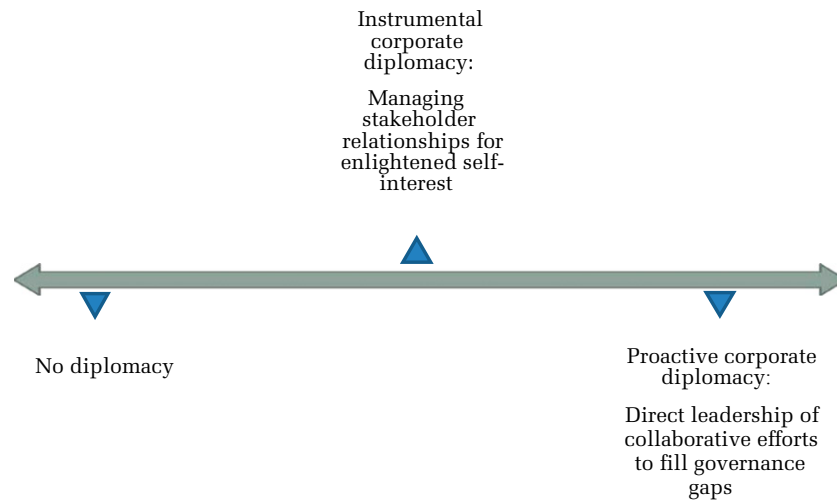 Instrumental
corporate
diplomacy:
Managing
stakeholder
relationships for
enlightened self-
interest
No diplomacy
Proactive corporate
diplomacy:
Direct leadership of
collaborative efforts
to fill governance
gaps